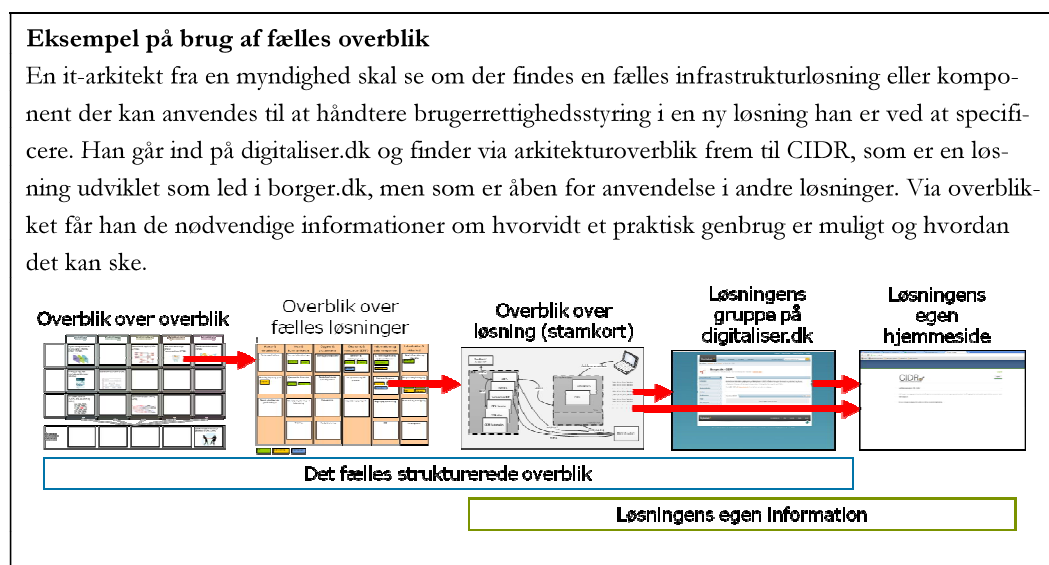 Eksempel på brug af fælles overblik
En it-arkitekt fra en myndighed skal se om der findes en fælles infrastrukturløsning eller kompo-
nent der kan anvendes til at håndtere brugerrettighedsstyring i en ny løsning han er ved at specifi-
cere. Han går ind på digitaliser.dk og finder via arkitekturoverblik frem til CIDR, som er en løs-
ning udviklet som led i borger.dk, men som er åben for anvendelse i andre løsninger. Via overblik-
ket får han de nødvendige informationer om hvorvidt et praktisk genbrug er muligt og hvordan
det kan ske.
Overblik over overblik
Overblik over
fælles løsninger
Overblik over
løsning (stamkort)
Løsningens
gruppe på
digitaliser.dk
Løsningens
egen
hjemmeside
CIDR
Det fælles strukturerede overblik
Løsningens egen information